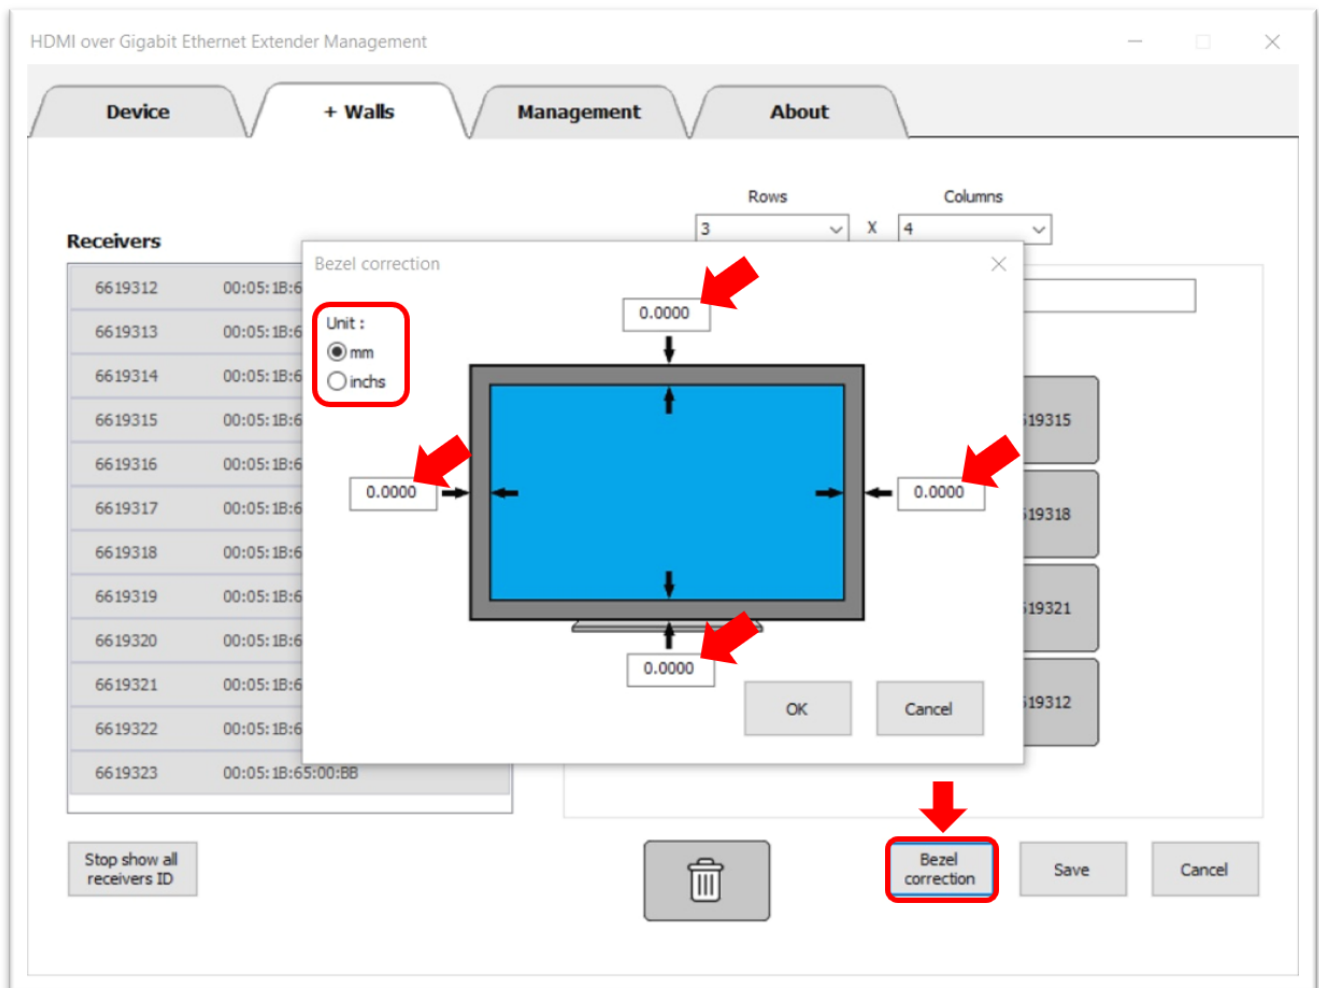 HDMI over Gigabit Ethernet Extender Management
Device
+ Walls
Management
About
Rows
Columns
3
X
4
Receivers
Bezel correction
6619312 00:05:1B:6
6619313 00:05:1B:6
6619314 00:05:1B:6
6619315 00:05:1B:6
6619316 00:05:1B:6
6619317 00:05:1B:6
6619318 00:05:1B:6
6619319 00:05:1B:6
6619320 00:05:1B:6
6619321 00:05:1B:6
6619322 00:05:1B:6
6619323 00:05:1B:65:00:BB
Unit :
mm
inchs
0.0000
0.0000
0.0000
0.0000
OK
Cancel
19315
19318
19321
19312
Stop show all
receivers ID
Bezel
correction
Save
Cancel